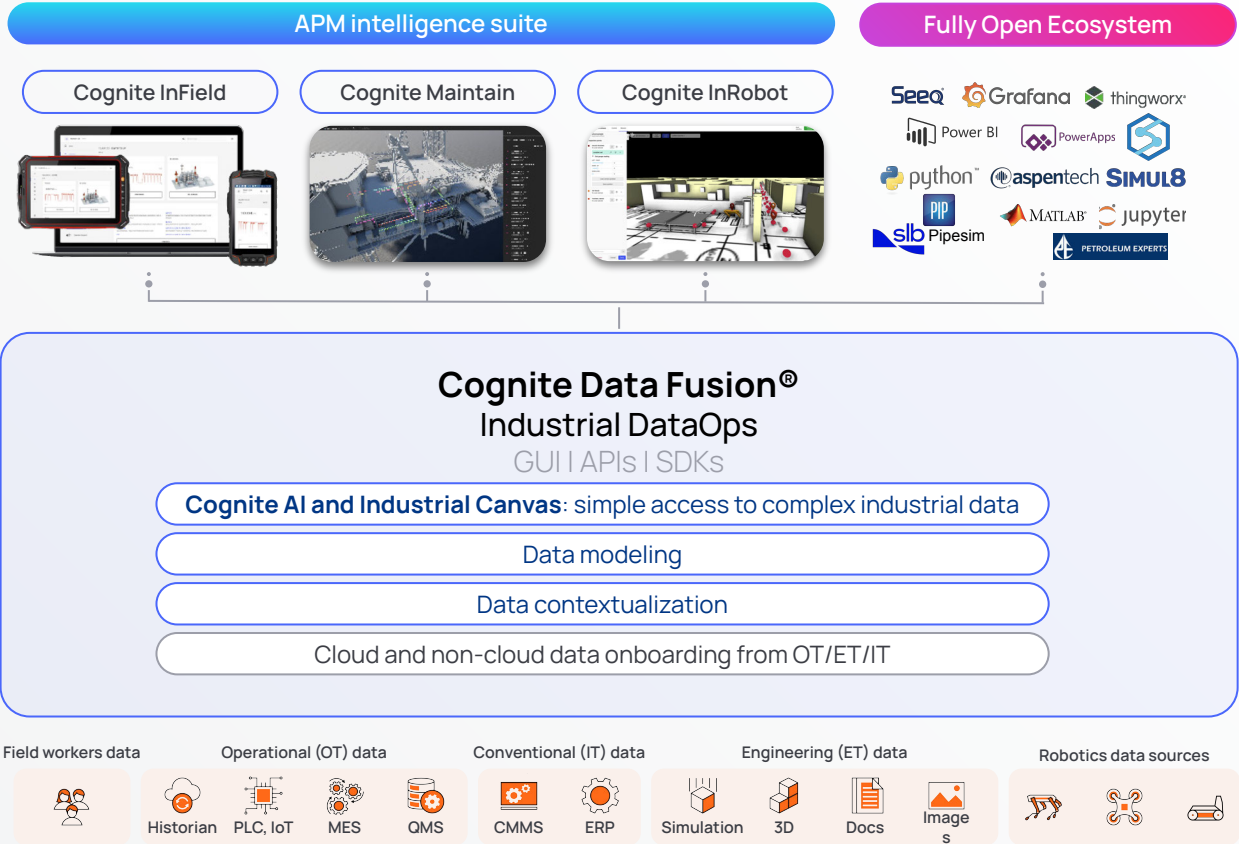 APM intelligence suite
Fully Open Ecosystem
Cognite InField
Cognite Maintain
Cognite InRobot
Seeq
Grafana
thingworx
Power BI
PowerApps
python™
aspentech
SIMUL8
PIP
slb Pipesim
MATLAB
jupyter
PETROLEUM EXPERTS
Cognite Data Fusion®
Industrial DataOps
GUI I APIs I SDKs
Cognite AI and Industrial Canvas: simple access to complex industrial data
Data modeling
Data contextualization
Cloud and non-cloud data onboarding from OT/ET/IT
Field workers data
Operational (OT) data
Conventional (IT) data
Engineering (ET) data
Robotics data sources
Historian
PLC, IoT
MES
QMS
CMMS
ERP
Simulation
3D
Docs
Image
s